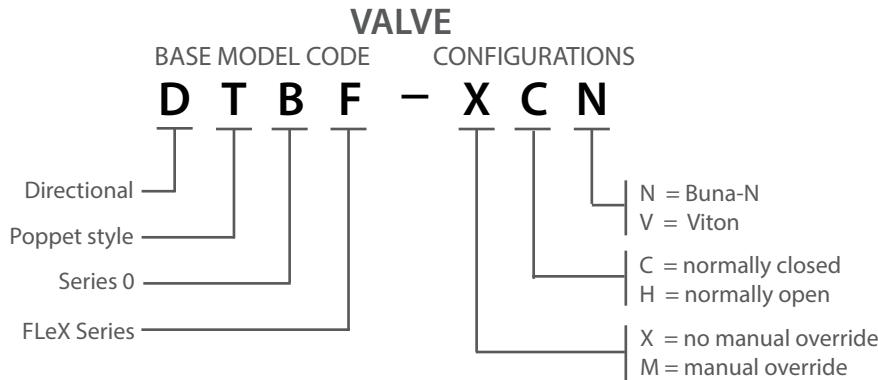 VALVE
BASE MODEL CODE CONFIGURATIONS
D T B F – X C N
Directional
Poppet style
Series 0
FLeX Series
N = Buna-N
V = Viton
C = normally closed
H = normally open
X = no manual override
M = manual override